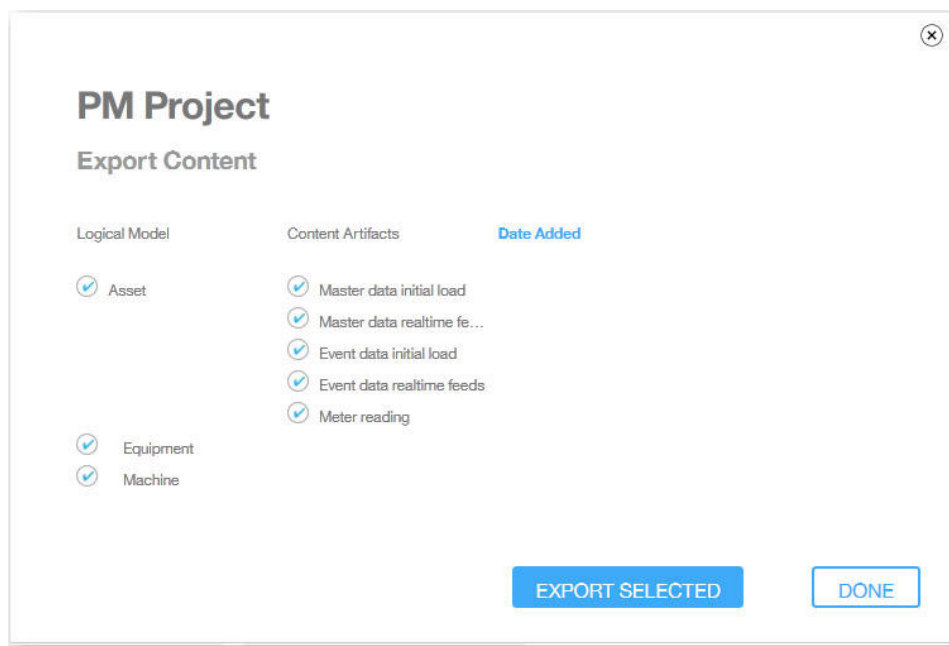 PM Project
Export Content
Logical Model Content Artifacts Date Added
Asset Master data initial load
Master data realtime fe...
Event data initial load
Event data realtime feeds
Meter reading
Equipment
Machine
EXPORT SELECTED DONE